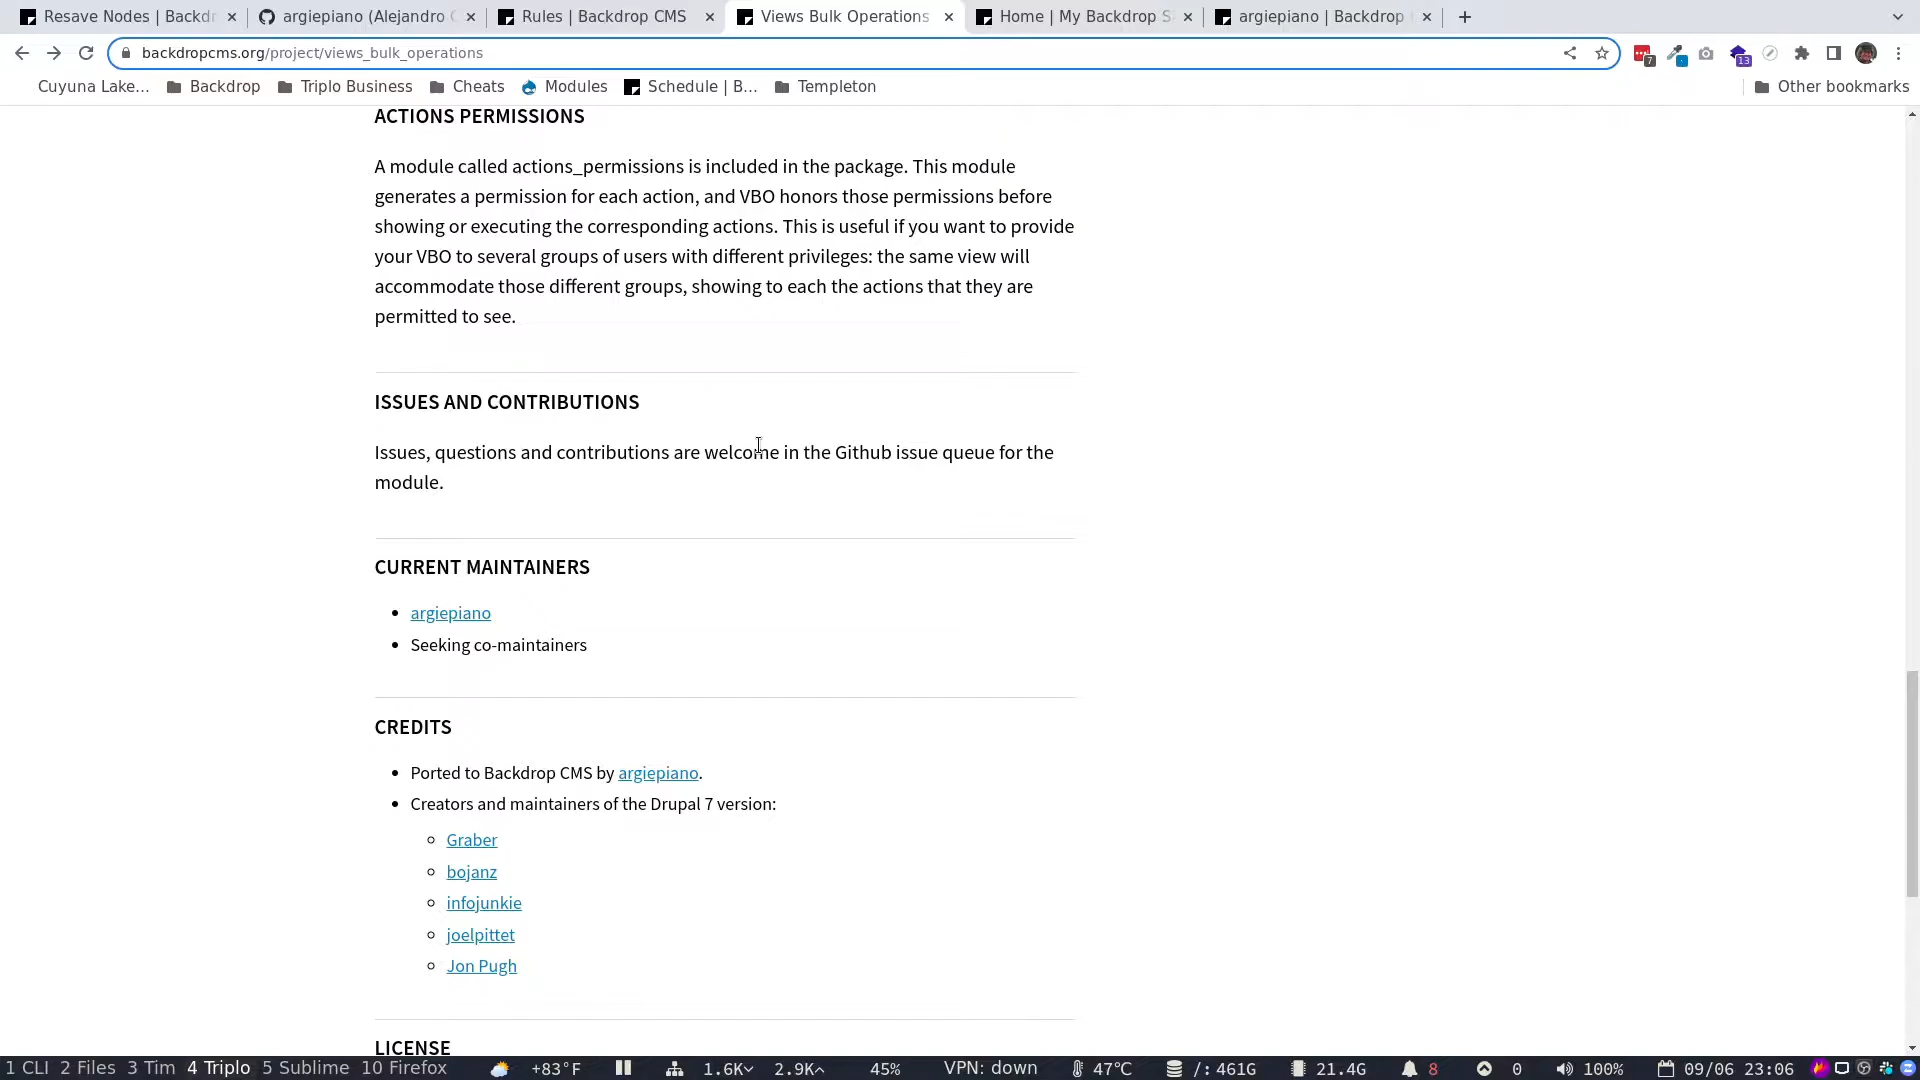 Resave Nodes | Backdr
argiepiano (Alejandro
Rules | Backdrop CMS
Views Bulk Operations
Home | My Backdrop S
argiepiano | Backdrop
backdropcms.org/project/views_bulk_operations
7
13
Cuyuna Lake...
Backdrop
Triplo Business
Cheats
Modules
Schedule | B...
Templeton
Other bookmarks
ACTIONS PERMISSIONS
A module called actions_permissions is included in the package. This module
generates a permission for each action, and VBO honors those permissions before
showing or executing the corresponding actions. This is useful if you want to provide
your VBO to several groups of users with different privileges: the same view will
accommodate those different groups, showing to each the actions that they are
permitted to see.
ISSUES AND CONTRIBUTIONS
Issues, questions and contributions are welcome in the Github issue queue for the
module.
CURRENT MAINTAINERS
argiepiano
Seeking co-maintainers
CREDITS
Ported to Backdrop CMS by argiepiano.
Creators and maintainers of the Drupal 7 version:
Graber
bojanz
infojunkie
joelpittet
Jon Pugh
LICENSE
1 CLI 2 Files 3 Tim 4 Triplo 5 Sublime 10 Firefox
+83°F
1.6K
2.9K
45%
VPN: down
47°C
/: 461G
21.4G
8
0
100%
09/06 23:06